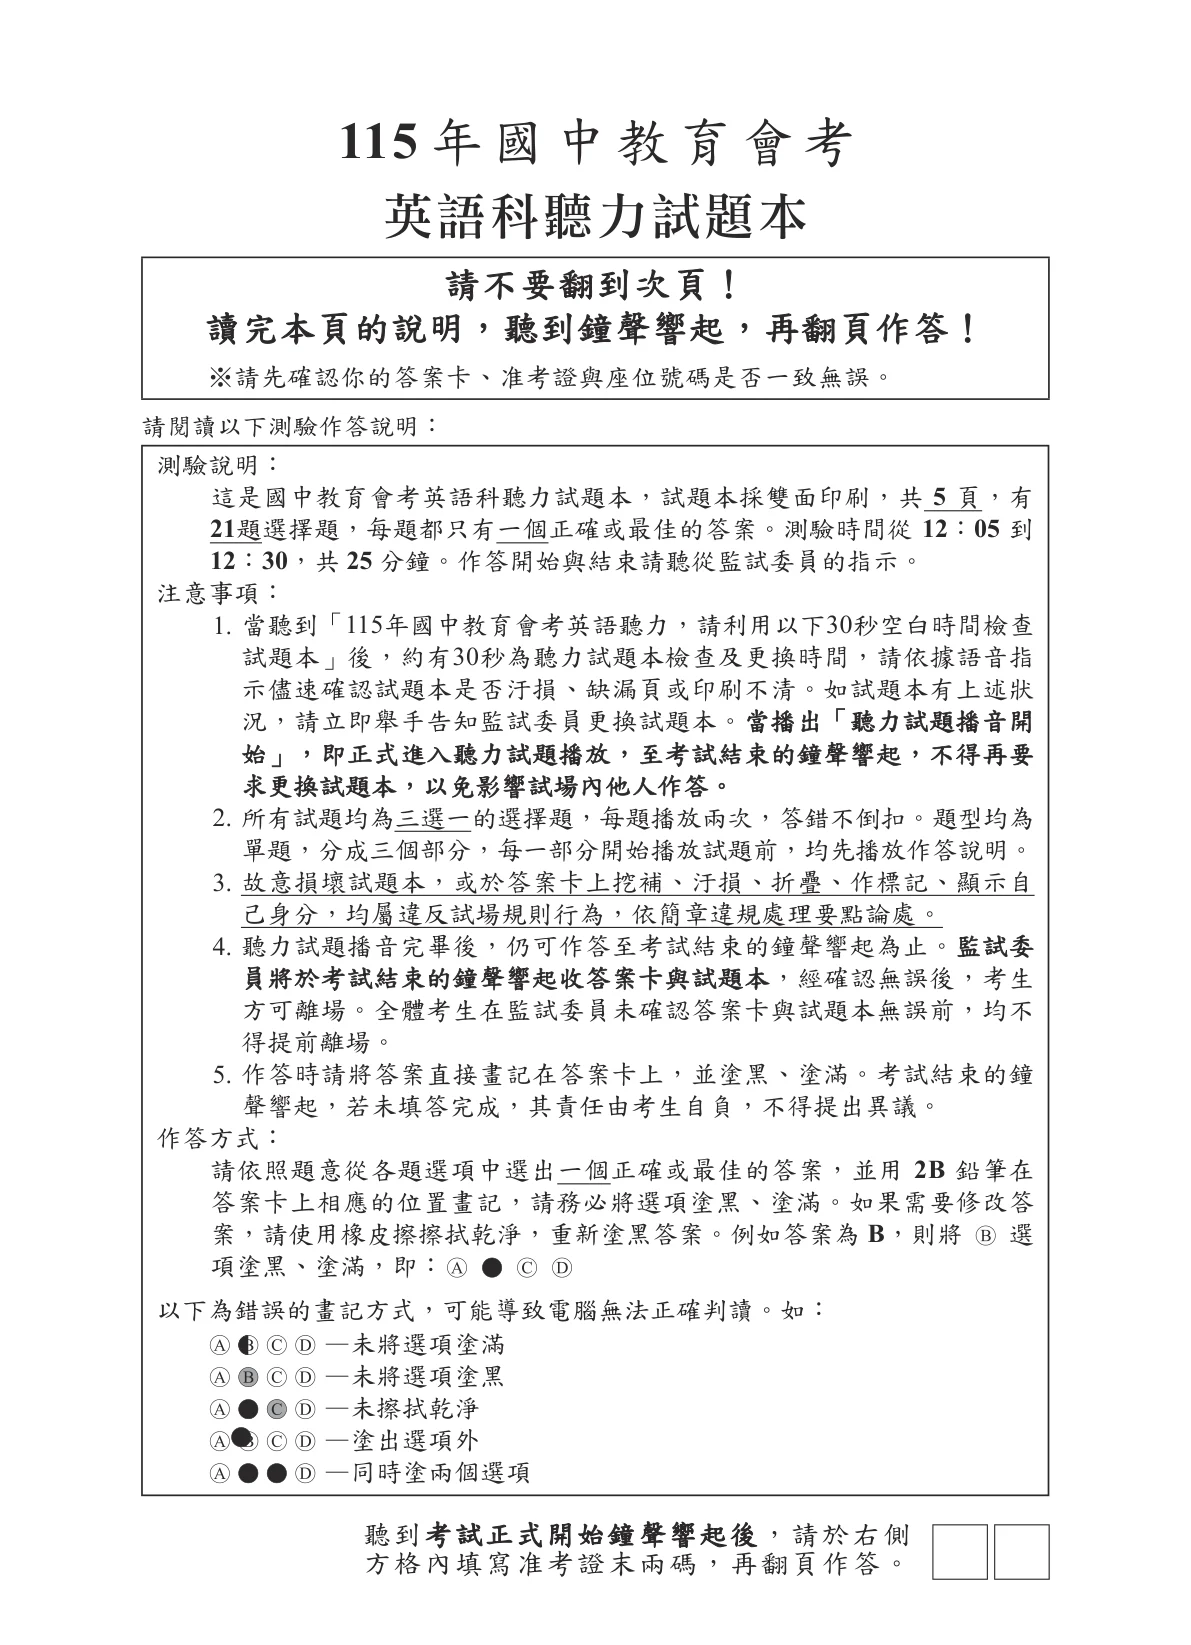 115年國中教育會考
英語科聽力試題本
請不要翻到次頁！
讀完本頁的說明，聽到鐘聲響起，再翻頁作答！
※請先確認你的答案卡、准考證與座位號碼是否一致無誤。
請閱讀以下測驗作答說明：
測驗說明：
這是國中教育會考英語科聽力試題本，試題本採雙面印刷，共 5 頁，有
21題選擇題，每題都只有一個正確或最佳的答案。測驗時間從 12：05 到
12：30，共 25 分鐘。作答開始與結束請聽從監試委員的指示。
注意事項：
1. 當聽到「115年國中教育會考英語聽力，請利用以下30秒空白時間檢查
試題本」後，約有30秒為聽力試題本檢查及更換時間，請依據語音指
示儘速確認試題本是否汙損、缺漏頁或印刷不清。如試題本有上述狀
況，請立即舉手告知監試委員更換試題本。當播出「聽力試題播音開
始」，即正式進入聽力試題播放，至考試結束的鐘聲響起，不得再要
求更換試題本，以免影響試場內他人作答。
2. 所有試題均為三選一的選擇題，每題播放兩次，答錯不倒扣。題型均為
單題，分成三個部分，每一部分開始播放試題前，均先播放作答說明。
3. 故意損壞試題本，或於答案卡上挖補、汙損、折疊、作標記、顯示自
己身分，均屬違反試場規則行為，依簡章違規處理要點論處。
4. 聽力試題播音完畢後，仍可作答至考試結束的鐘聲響起為止。監試委
員將於考試結束的鐘聲響起收答案卡與試題本，經確認無誤後，考生
方可離場。全體考生在監試委員未確認答案卡與試題本無誤前，均不
得提前離場。
5. 作答時請將答案直接畫記在答案卡上，並塗黑、塗滿。考試結束的鐘
聲響起，若未填答完成，其責任由考生自負，不得提出異議。
作答方式：
請依照題意從各題選項中選出一個正確或最佳的答案，並用 2B 鉛筆在
答案卡上相應的位置畫記，請務必將選項塗黑、塗滿。如果需要修改答
案，請使用橡皮擦擦拭乾淨，重新塗黑答案。例如答案為 B，則將 Ⓑ 選
項塗黑、塗滿，即：Ⓐ ● Ⓒ Ⓓ
以下為錯誤的畫記方式，可能導致電腦無法正確判讀。如：
Ⓐ Ⓑ Ⓒ Ⓓ —未將選項塗滿
Ⓐ Ⓑ Ⓒ Ⓓ —未將選項塗黑
Ⓐ ● Ⓒ Ⓓ —未擦拭乾淨
Ⓐ Ⓑ Ⓒ Ⓓ —塗出選項外
Ⓐ ● ● Ⓓ —同時塗兩個選項
聽到考試正式開始鐘聲響起後，請於右側
方格內填寫准考證末兩碼，再翻頁作答。